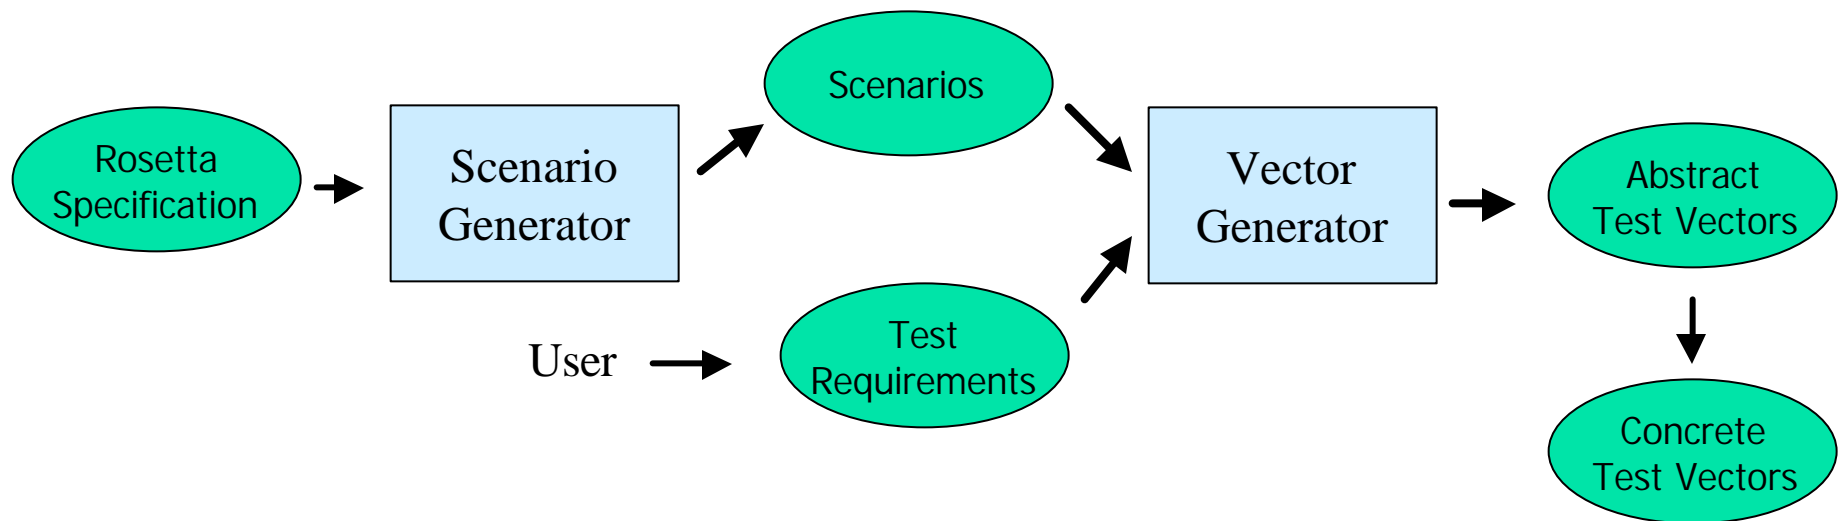 Rosetta
Specification
Scenario
Generator
Scenarios
User
Test
Requirements
Vector
Generator
Abstract
Test Vectors
Concrete
Test Vectors